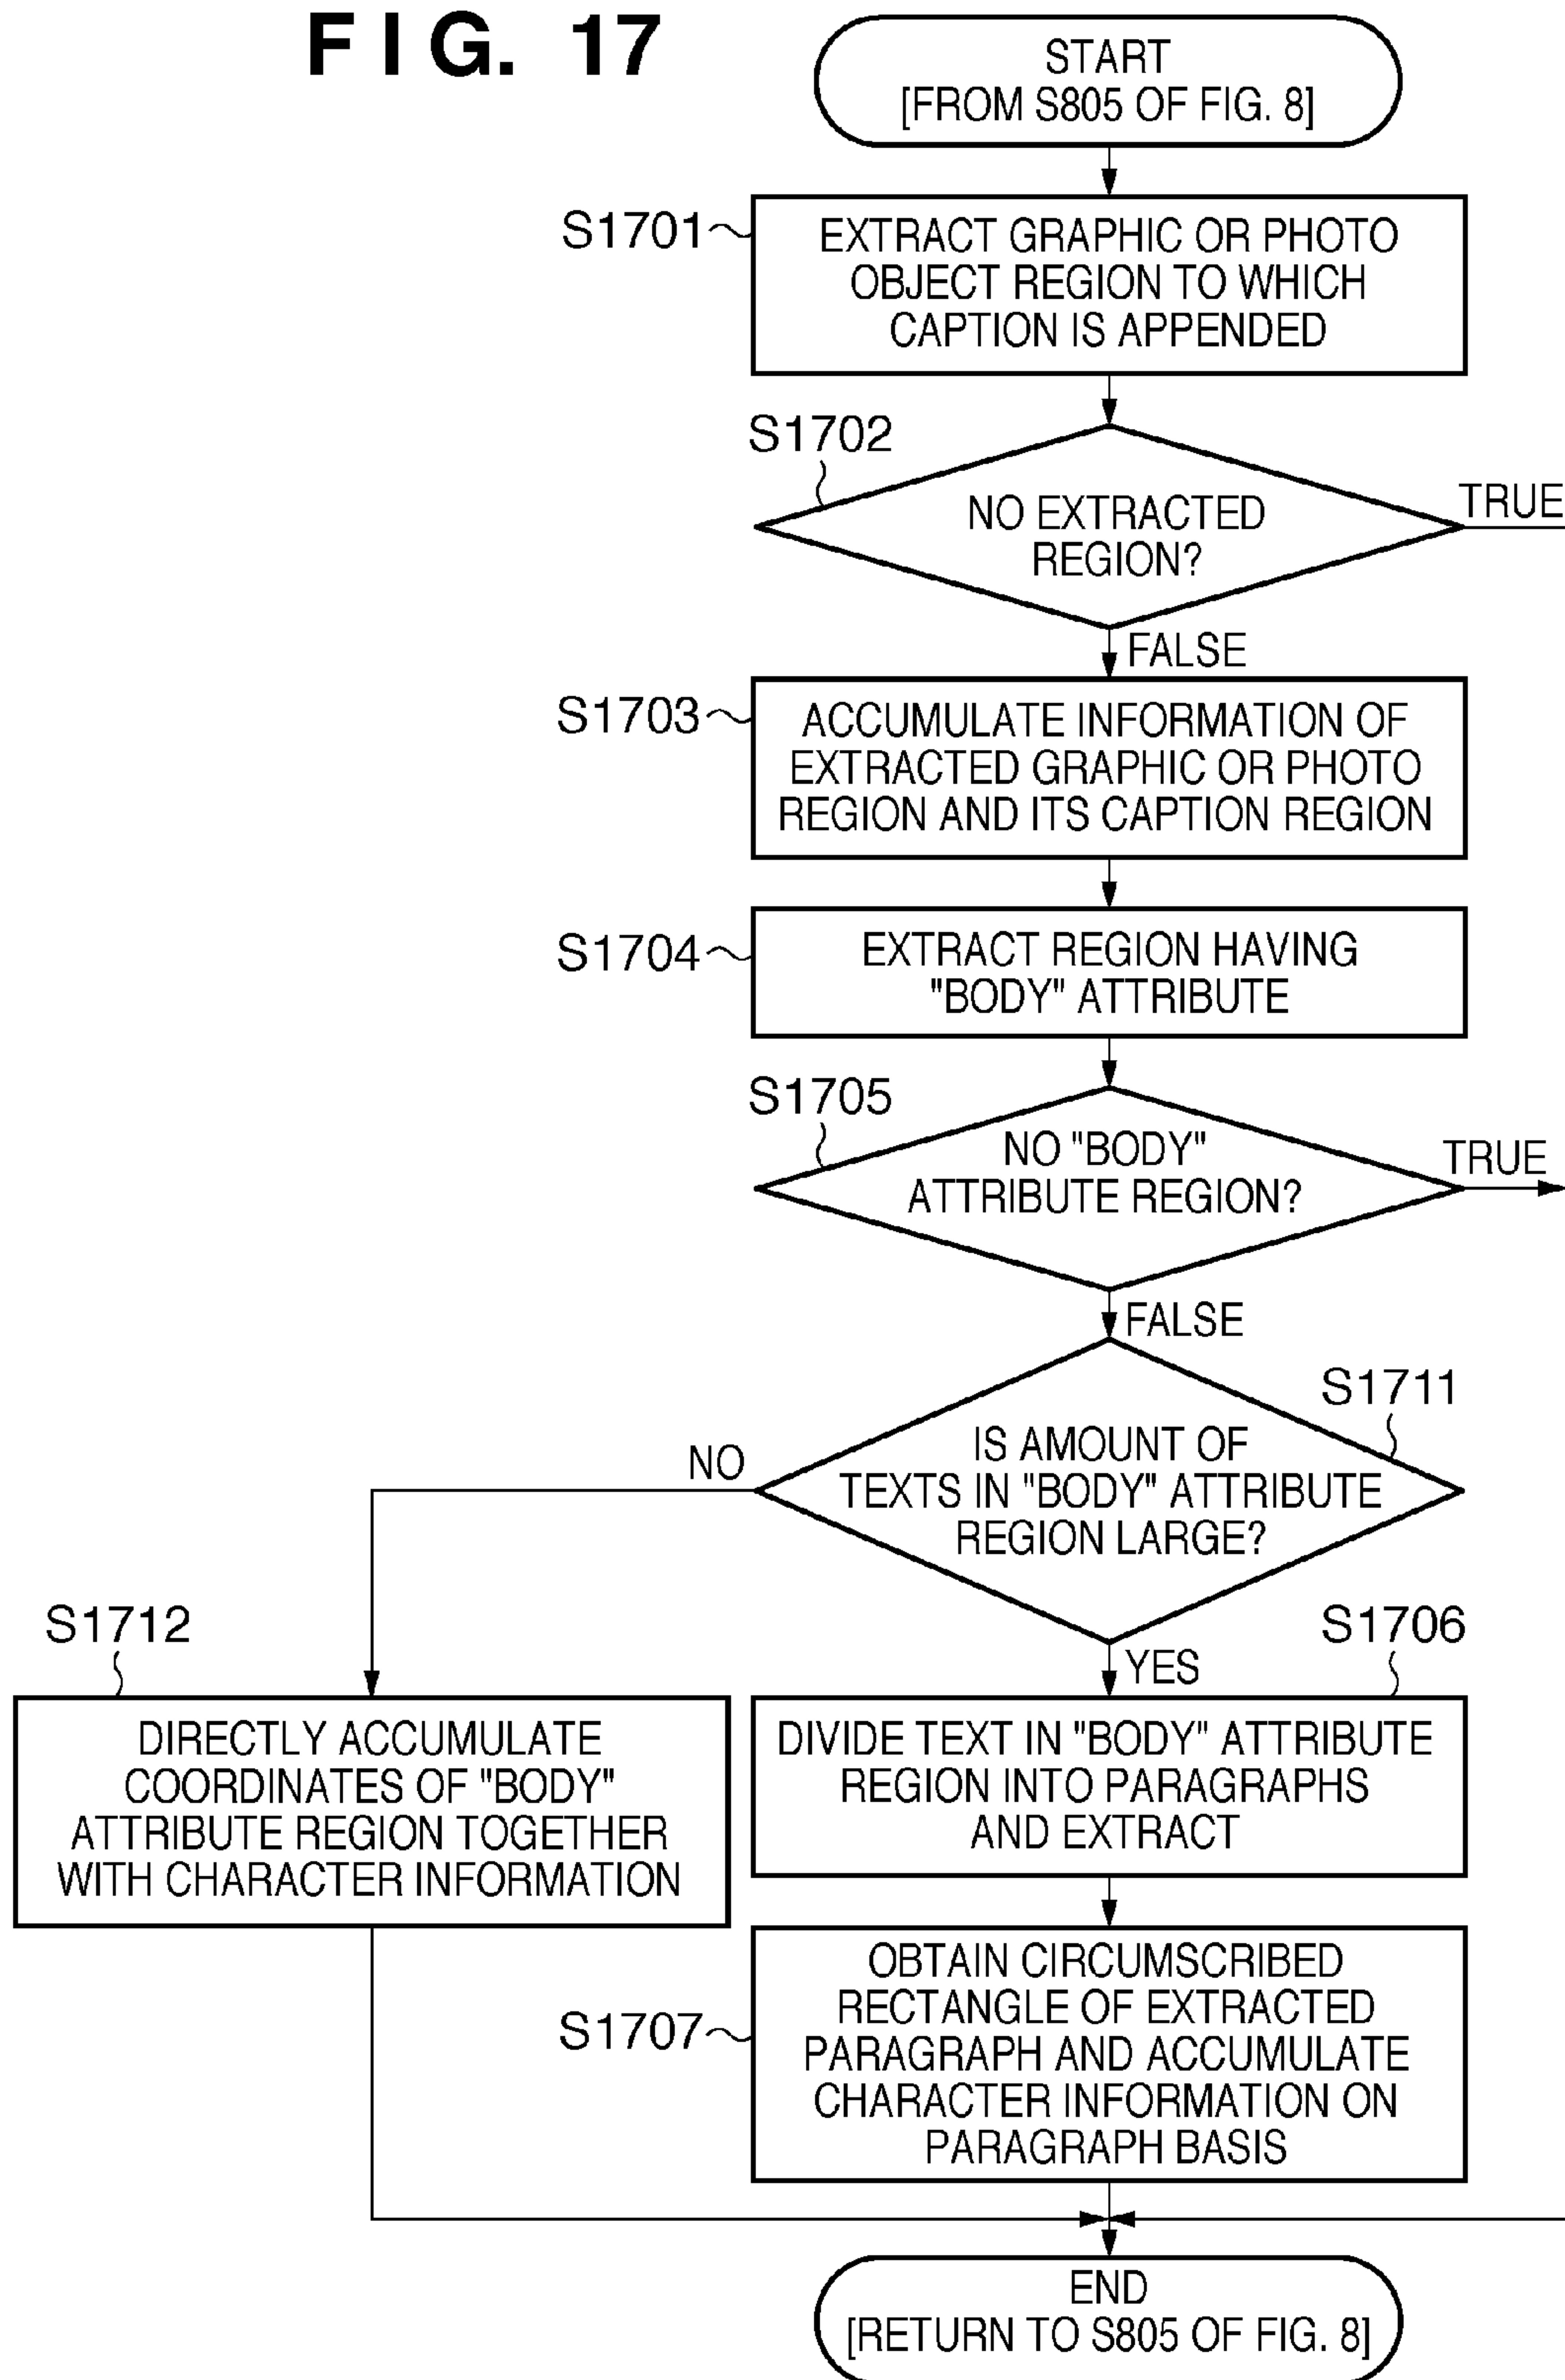 FIG. 17
START
[FROM S805 OF FIG. 8]
S1701
EXTRACT GRAPHIC OR PHOTO
OBJECT REGION TO WHICH
CAPTION IS APPENDED
S1702
NO EXTRACTED
REGION?
TRUE
FALSE
S1703
ACCUMULATE INFORMATION OF
EXTRACTED GRAPHIC OR PHOTO
REGION AND ITS CAPTION REGION
S1704
EXTRACT REGION HAVING
"BODY" ATTRIBUTE
S1705
NO "BODY"
ATTRIBUTE REGION?
TRUE
FALSE
S1711
IS AMOUNT OF
TEXTS IN "BODY" ATTRIBUTE
REGION LARGE?
NO
YES
S1712
DIRECTLY ACCUMULATE
COORDINATES OF "BODY"
ATTRIBUTE REGION TOGETHER
WITH CHARACTER INFORMATION
S1706
DIVIDE TEXT IN "BODY" ATTRIBUTE
REGION INTO PARAGRAPHS
AND EXTRACT
S1707
OBTAIN CIRCUMSCRIBED
RECTANGLE OF EXTRACTED
PARAGRAPH AND ACCUMULATE
CHARACTER INFORMATION ON
PARAGRAPH BASIS
END
[RETURN TO S805 OF FIG. 8]